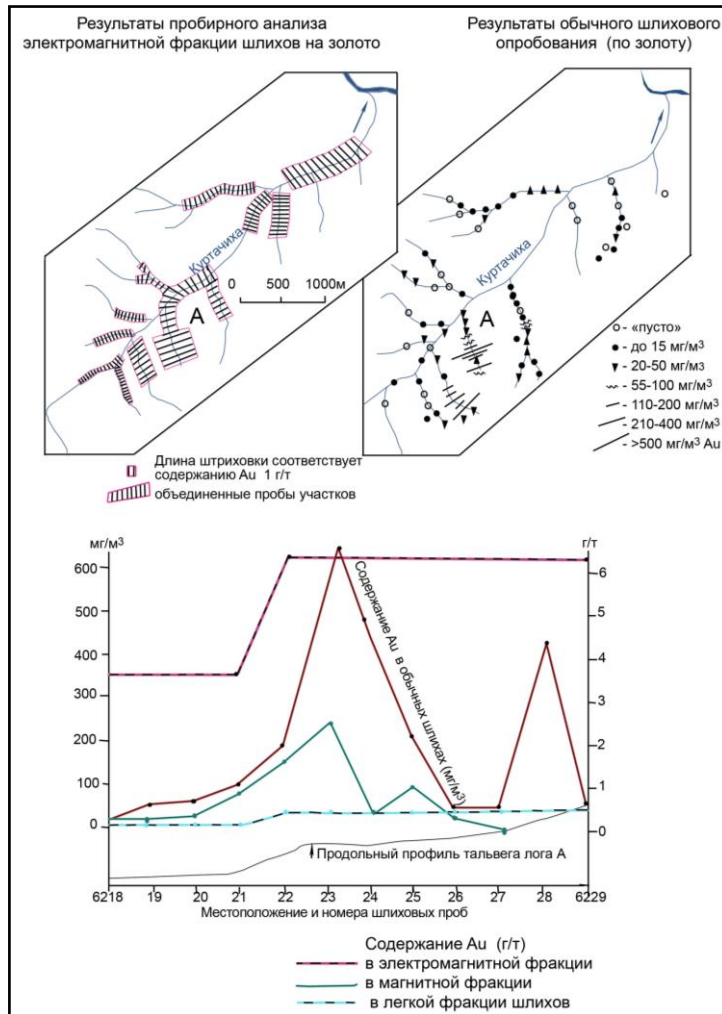 Результаты пробирного анализа
электромагнитной фракции шлихов на золото
Результаты обычного шлихового
опробования (по золоту)
Куртачиха
0 500 1000м
А
Куртачиха
А
- «пусто»
- до 15 мг/м³
- 20-50 мг/мз
- 55-100 мг/м³
- 110-200 мг/м³
- 210-400 мг/м³
- >500 мг/м³ Au
Длина штриховки соответствует
содержанию Au 1 г/т
объединенные пробы участков
мг/м³
г/т
600
500
400
300
200
100
0
6
5
4
3
2
1
0
Содержание Au в обычных шлихах (мг/м³)
Продольный профиль тальвега лога А
6218 19 20 21 22 23 24 25 26 27 28 6229
Местоположение и номера шлиховых проб
Содержание Au (г/т)
в электромагнитной фракции
в магнитной фракции
в легкой фракции шлихов